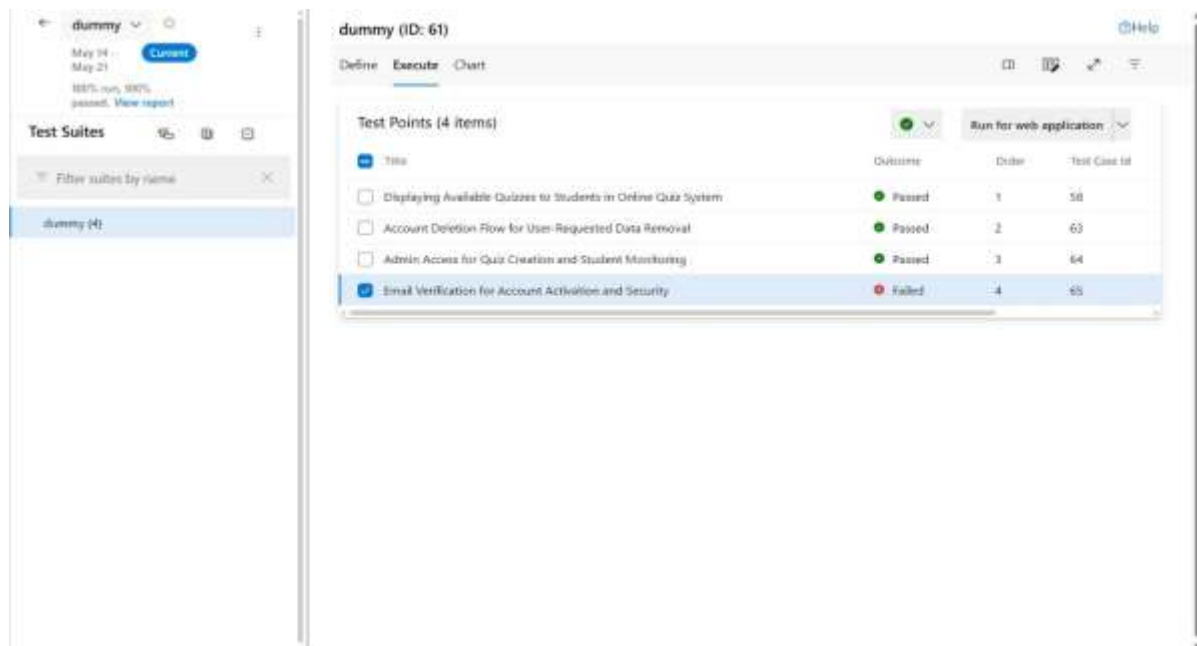 dummy
May 14 -
May 21
Current
100% run, 100%
passed. View report
Test Suites
Filter suites by name
dummy (4)
dummy (ID: 61)
Help
Define Execute Chart
Test Points (4 items)
Run for web application
Title Outcome Order Test Case Id
Displaying Available Quizzes to Students in Online Quiz System Passed 1 58
Account Deletion Flow for User-Requested Data Removal Passed 2 63
Admin Access for Quiz Creation and Student Monitoring Passed 3 64
Email Verification for Account Activation and Security Failed 4 65